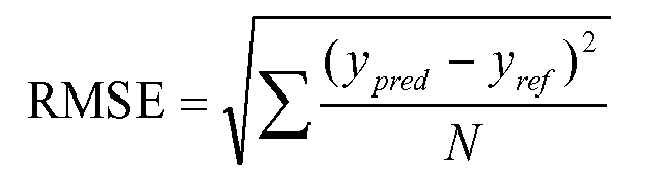 RMSE = √∑ (y_pred − y_ref)² / N